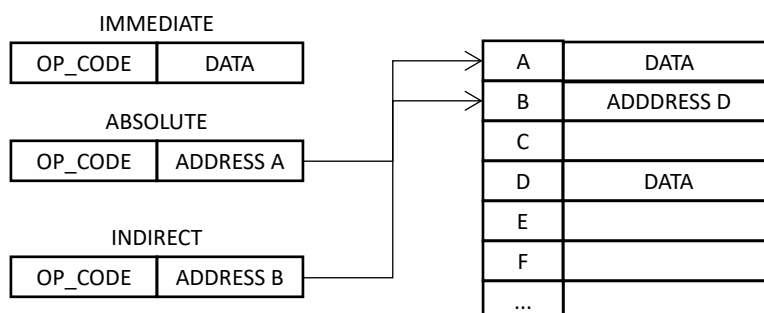 IMMEDIATE
OP_CODE DATA
ABSOLUTE
OP_CODE ADDRESS A
INDIRECT
OP_CODE ADDRESS B
A DATA
B ADDDRESS D
C
D DATA
E
F
...